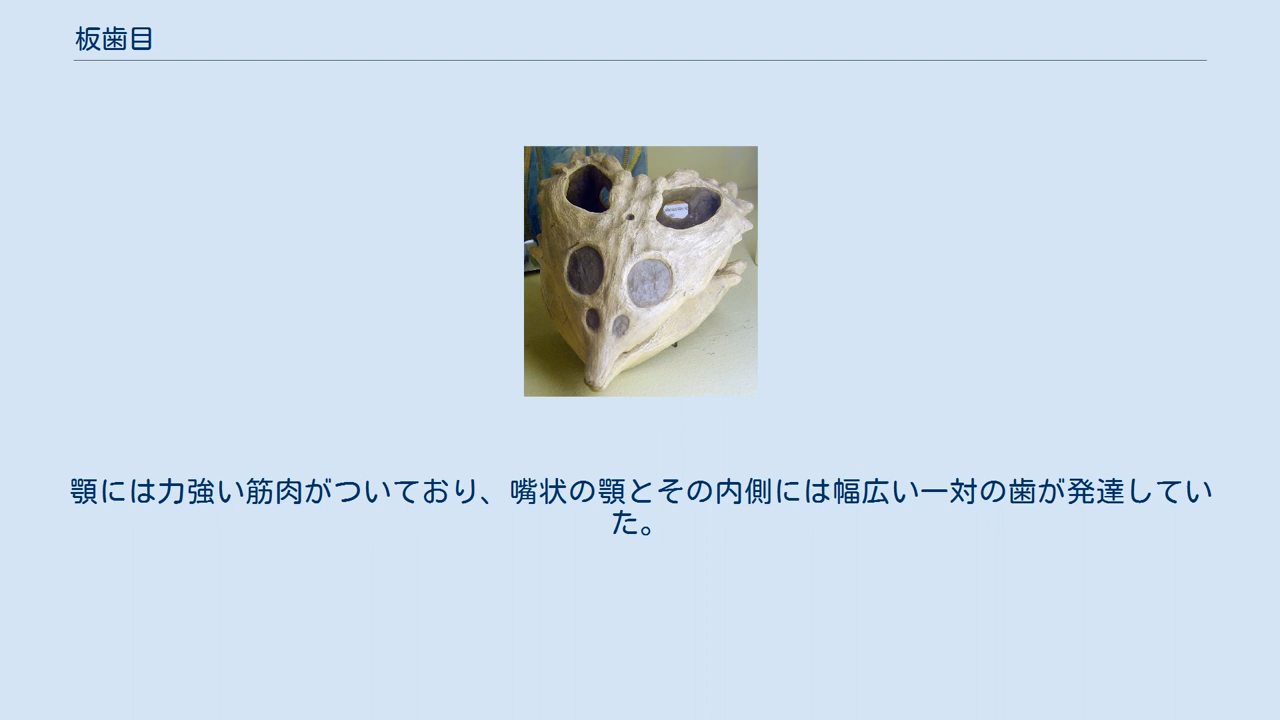 板歯目
顎には力強い筋肉がついており、嘴状の顎とその内側には幅広い一対の歯が発達してい
た。